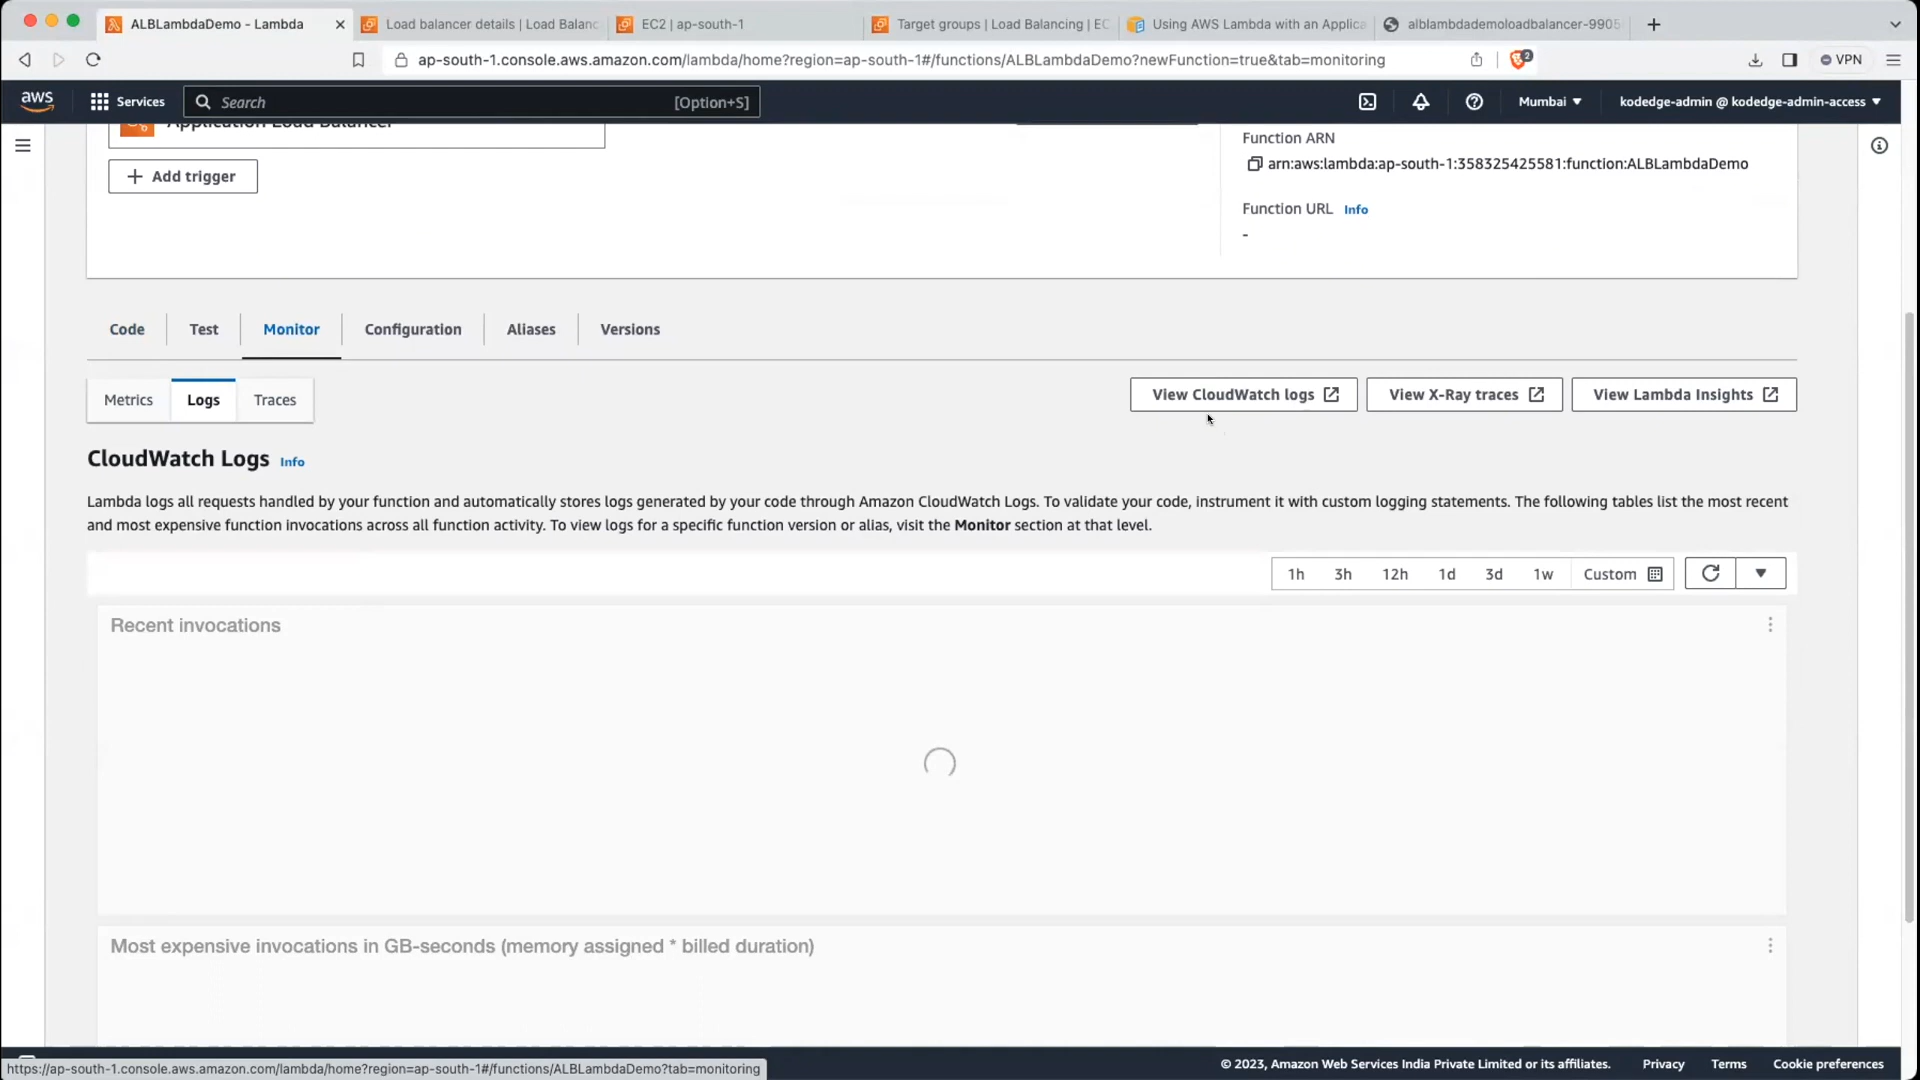 ALBLambdaDemo - Lambda
Load balancer details | Load Balanc
EC2 | ap-south-1
Target groups | Load Balancing | EC
Using AWS Lambda with an Applica
alblambdademoloadbalancer-9905
ap-south-1.console.aws.amazon.com/lambda/home?region=ap-south-1#/functions/ALBLambdaDemo?newFunction=true&tab=monitoring
2
VPN
aws
Services
Search
[Option+S]
Mumbai
kodedge-admin @ kodedge-admin-access
Application Load Balancer
Add trigger
Function ARN
arn:aws:lambda:ap-south-1:358325425581:function:ALBLambdaDemo
Function URL Info
-
Code
Test
Monitor
Configuration
Aliases
Versions
Metrics
Logs
Traces
View CloudWatch logs
View X-Ray traces
View Lambda Insights
CloudWatch Logs Info
Lambda logs all requests handled by your function and automatically stores logs generated by your code through Amazon CloudWatch Logs. To validate your code, instrument it with custom logging statements. The following tables list the most recent
and most expensive function invocations across all function activity. To view logs for a specific function version or alias, visit the Monitor section at that level.
1h
3h
12h
1d
3d
1w
Custom
Recent invocations
Most expensive invocations in GB-seconds (memory assigned * billed duration)
https://ap-south-1.console.aws.amazon.com/lambda/home?region=ap-south-1#/functions/ALBLambdaDemo?tab=monitoring
© 2023, Amazon Web Services India Private Limited or its affiliates.
Privacy
Terms
Cookie preferences